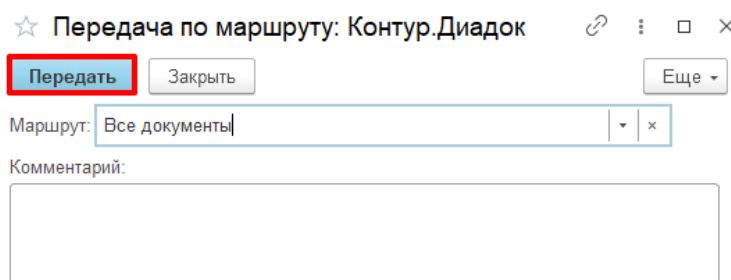 Передача по маршруту: Контур.Диадок
Передать Закрыть Еще
Маршрут: Все документы
Комментарий: